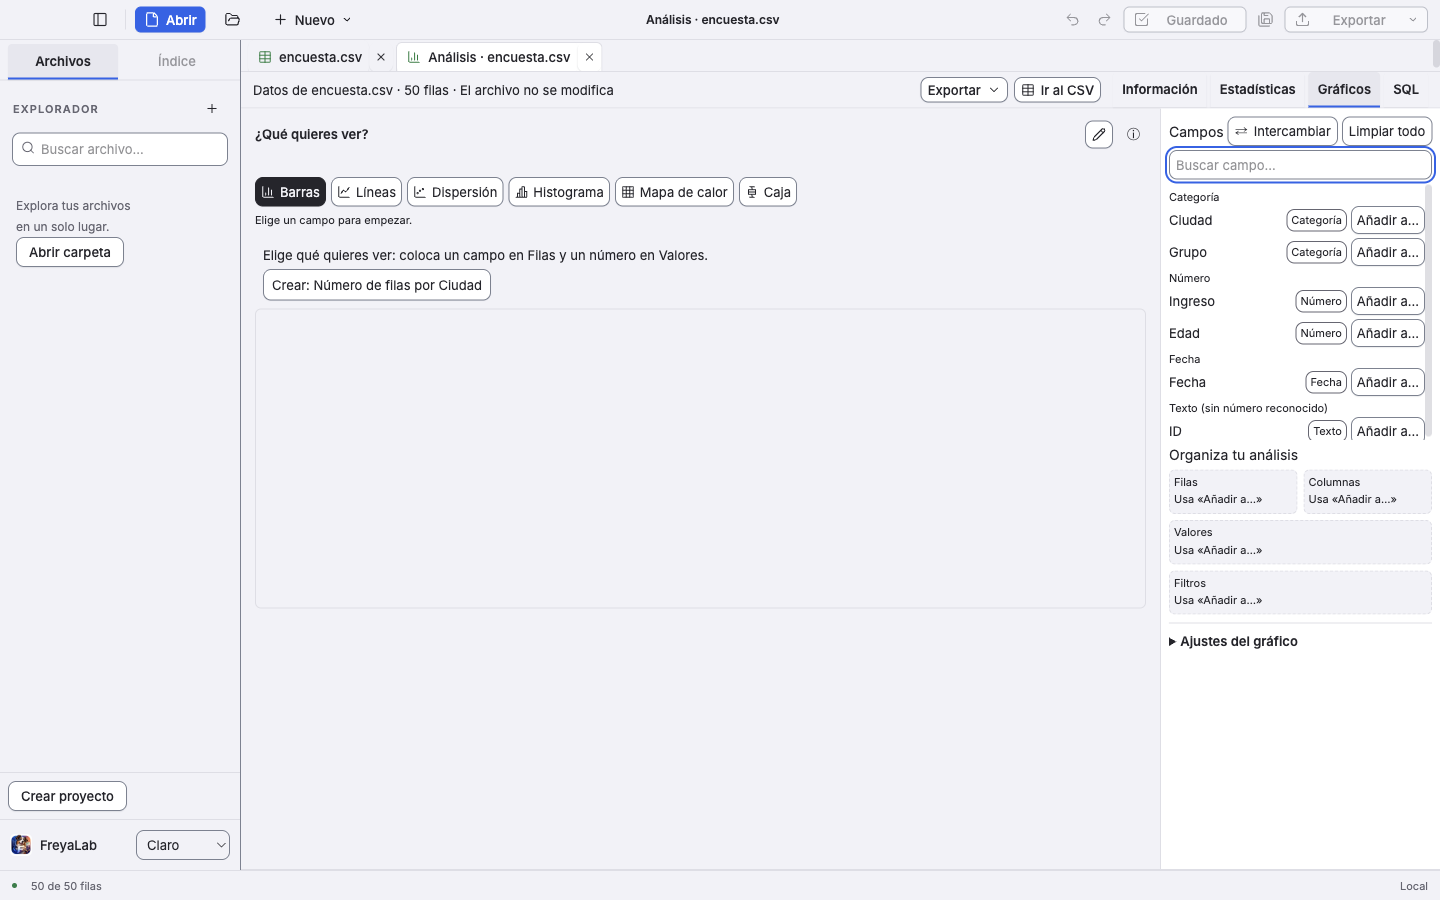 Abrir
Nuevo
Análisis · encuesta.csv
Guardado
Exportar
Archivos
Índice
EXPLORADOR
Buscar archivo...
Explora tus archivos
en un solo lugar.
Abrir carpeta
Crear proyecto
FreyaLab
Claro
encuesta.csv
Análisis · encuesta.csv
Datos de encuesta.csv · 50 filas · El archivo no se modifica
Exportar
Ir al CSV
Información
Estadísticas
Gráficos
SQL
¿Qué quieres ver?
Barras
Líneas
Dispersión
Histograma
Mapa de calor
Caja
Elige un campo para empezar.
Elige qué quieres ver: coloca un campo en Filas y un número en Valores.
Crear: Número de filas por Ciudad
Campos
Intercambiar
Limpiar todo
Buscar campo...
Categoría
Ciudad Categoría Añadir a...
Grupo Categoría Añadir a...
Número
Ingreso Número Añadir a...
Edad Número Añadir a...
Fecha
Fecha Fecha Añadir a...
Texto (sin número reconocido)
ID Texto Añadir a...
Organiza tu análisis
Filas
Usa «Añadir a...»
Columnas
Usa «Añadir a...»
Valores
Usa «Añadir a...»
Filtros
Usa «Añadir a...»
Ajustes del gráfico
50 de 50 filas
Local